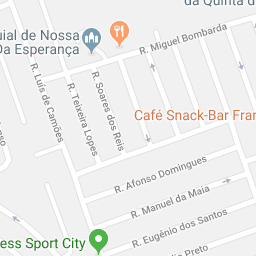 da Quinta d
uial de Nossa
Da Esperança
R. Miguel Bombarda
R. Luís de Camões
R. Teixeira Lopes
R. Soares dos Reis
Café Snack-Bar Fran
R. Afonso Domingues
R. Manuel da Maia
R. Eugénio dos Santos
ess Sport City
Preto